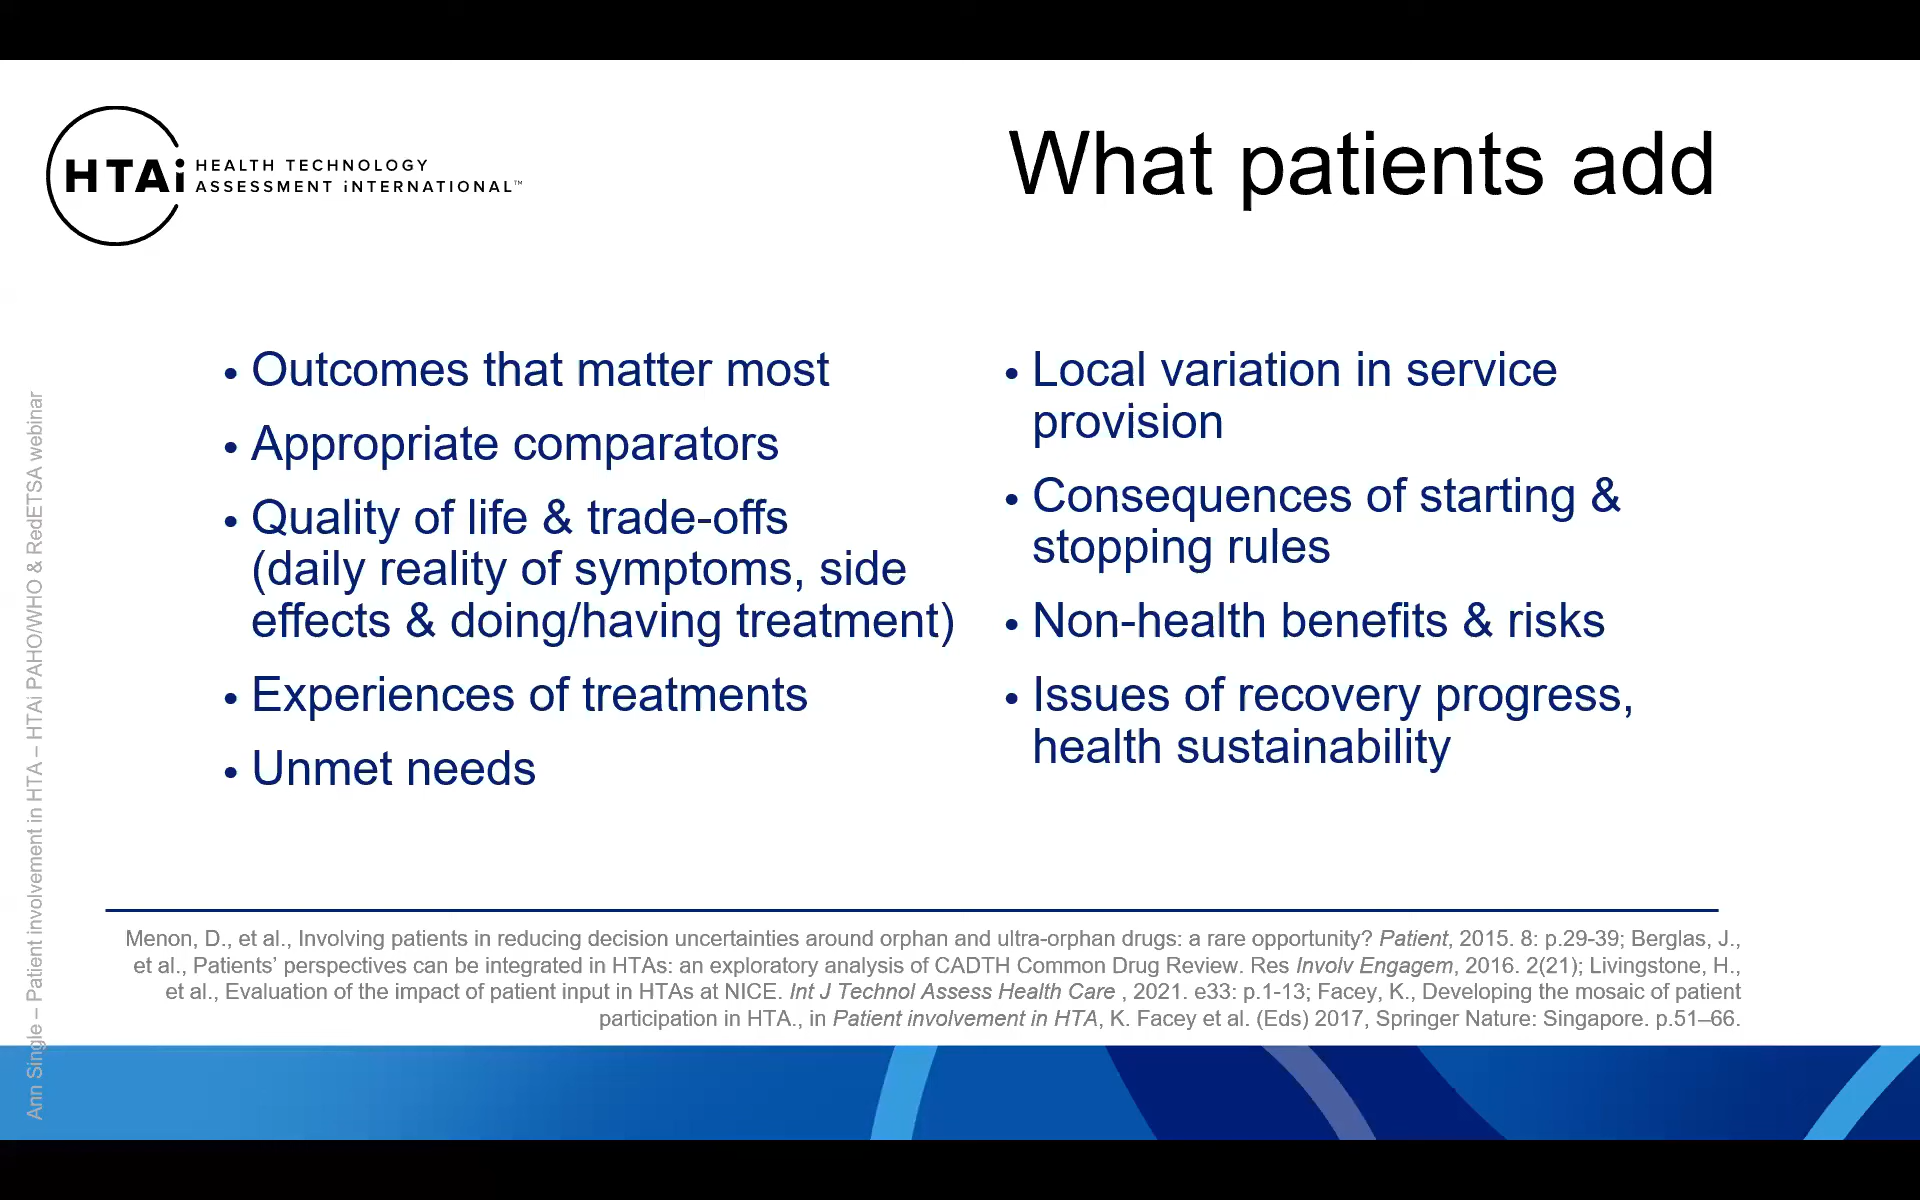 HTAi HEALTH TECHNOLOGY
ASSESSMENT iNTERNATIONAL™
What patients add
• Outcomes that matter most
• Appropriate comparators
• Quality of life & trade-offs
(daily reality of symptoms, side
effects & doing/having treatment)
• Experiences of treatments
• Unmet needs
• Local variation in service
provision
• Consequences of starting &
stopping rules
• Non-health benefits & risks
• Issues of recovery progress,
health sustainability
Menon, D., et al., Involving patients in reducing decision uncertainties around orphan and ultra-orphan drugs: a rare opportunity? Patient, 2015. 8: p.29-39; Berglas, J.,
et al., Patients’ perspectives can be integrated in HTAs: an exploratory analysis of CADTH Common Drug Review. Res Involv Engagem, 2016. 2(21); Livingstone, H.,
et al., Evaluation of the impact of patient input in HTAs at NICE. Int J Technol Assess Health Care , 2021. e33: p.1-13; Facey, K., Developing the mosaic of patient
participation in HTA., in Patient involvement in HTA, K. Facey et al. (Eds) 2017, Springer Nature: Singapore. p.51–66.
Ann Single – Patient involvement in HTA – HTAi PAHO/WHO & RedETSA webinar